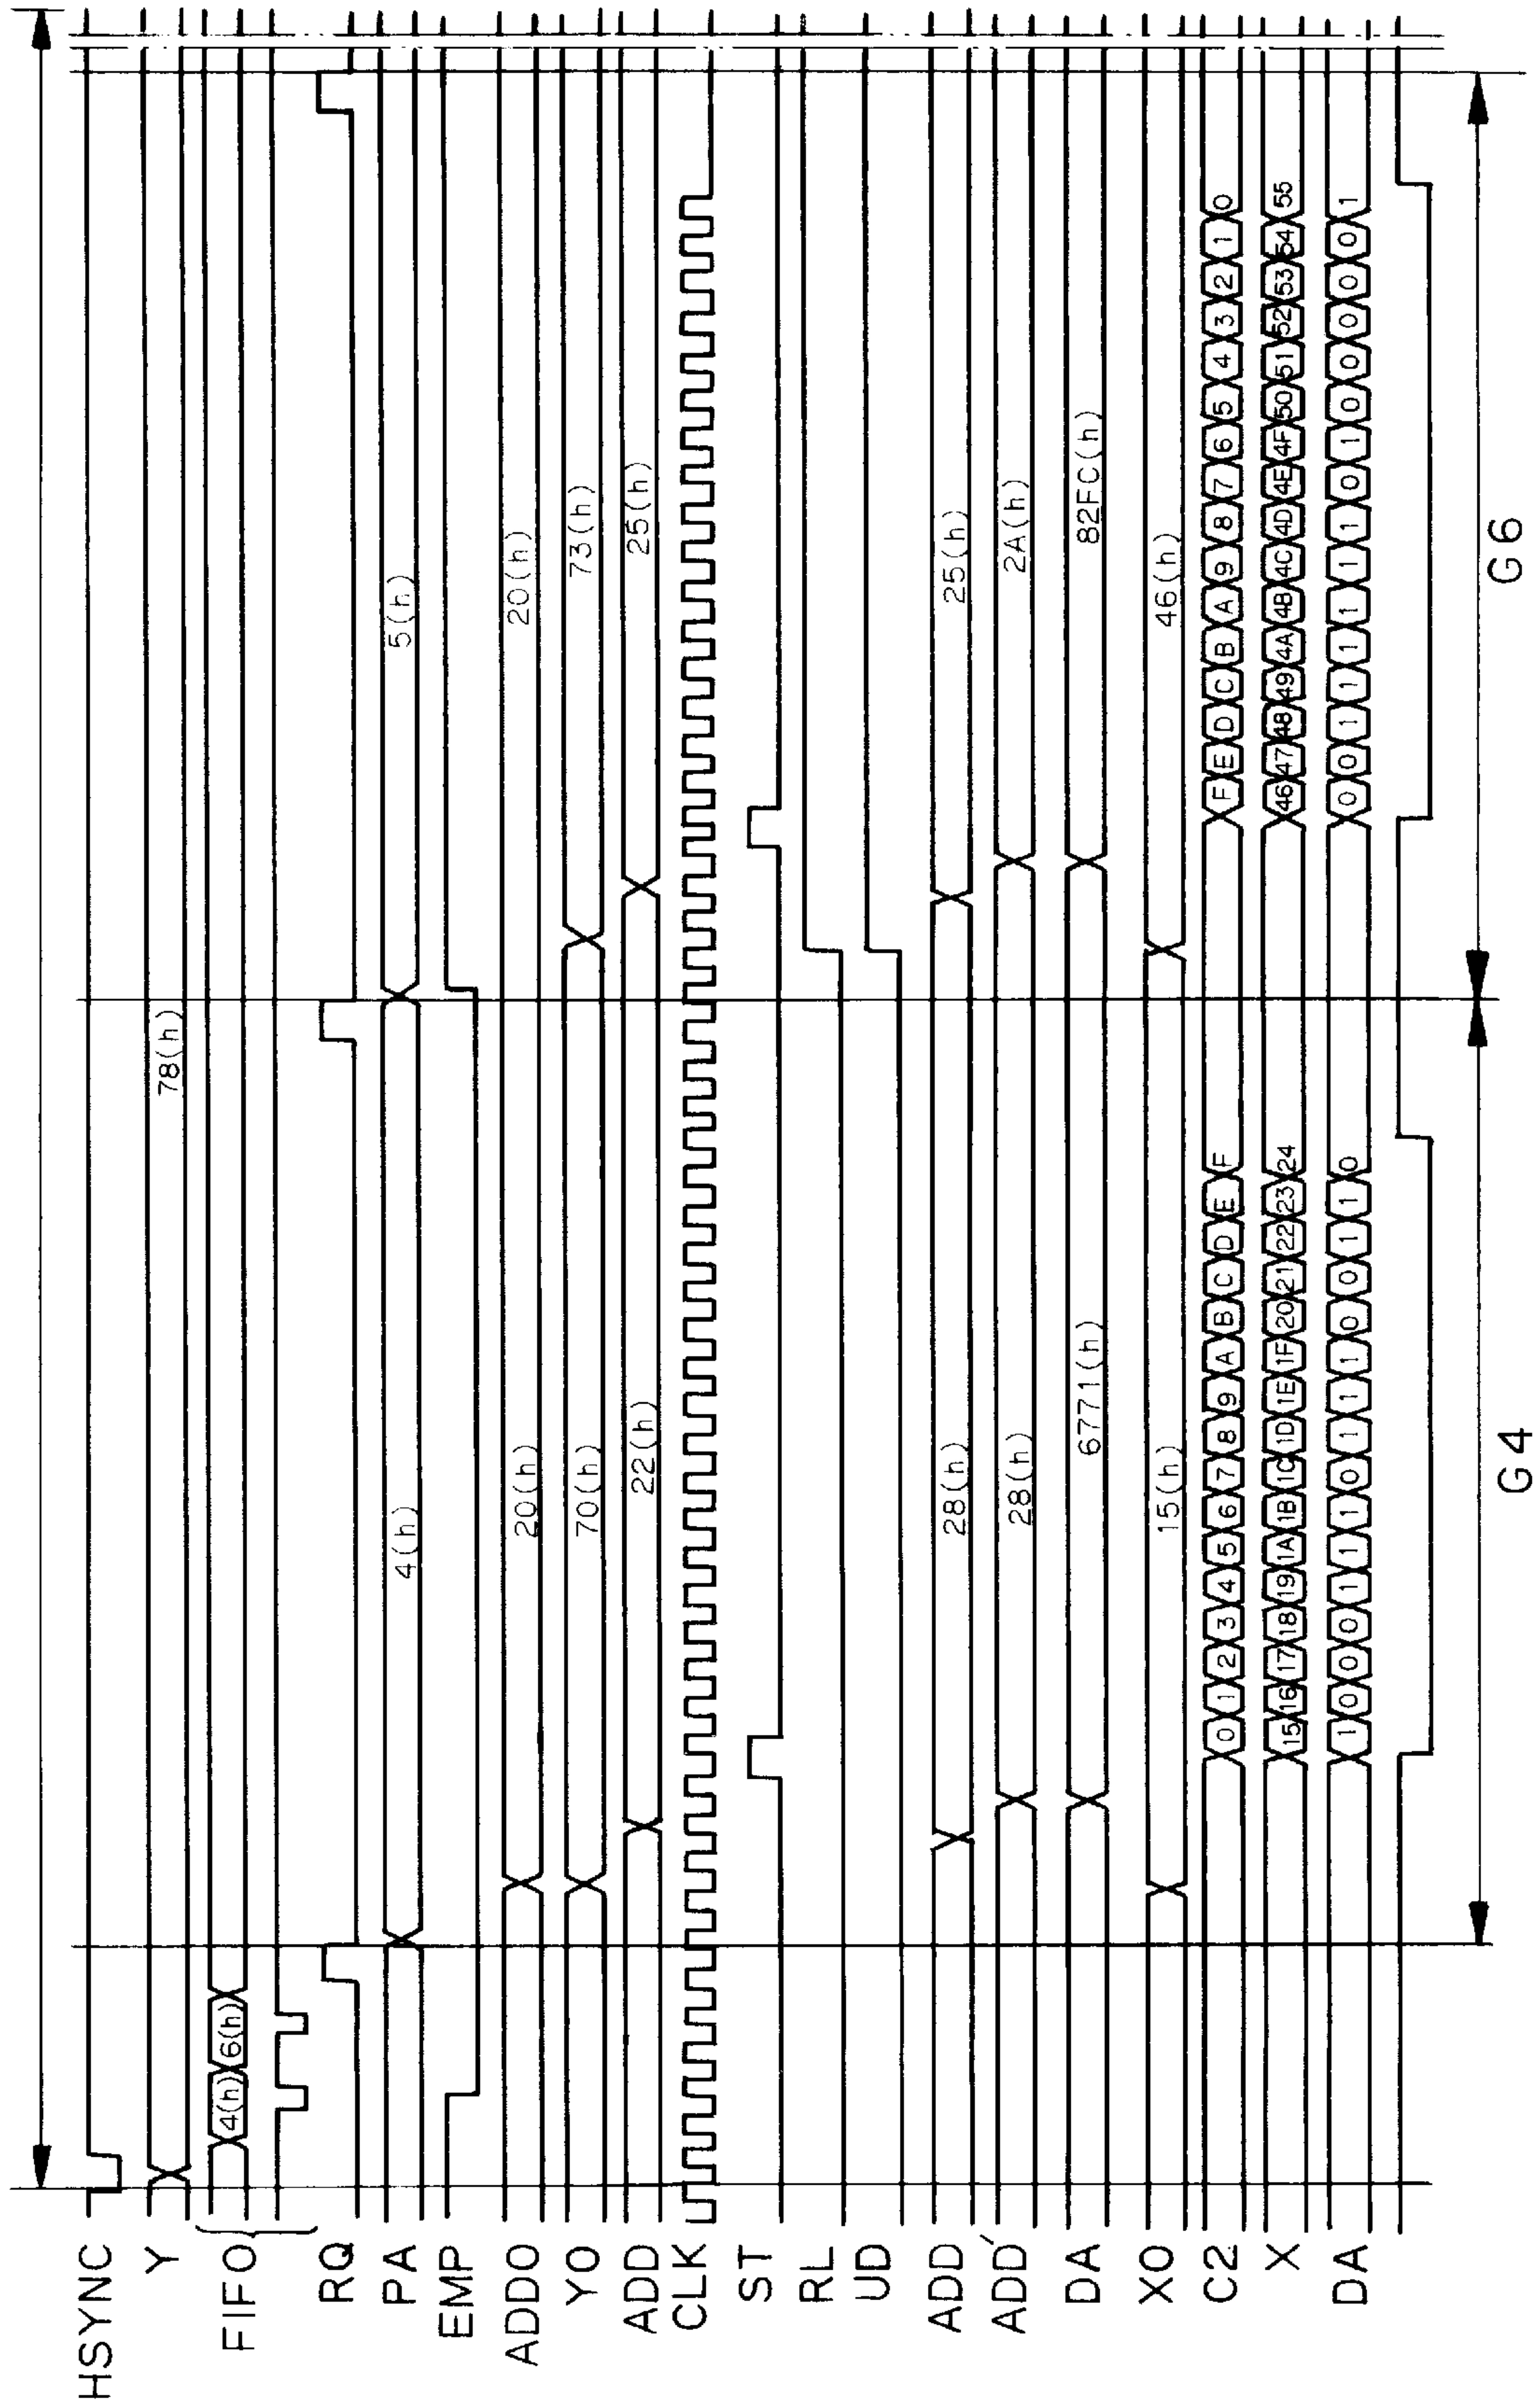 HSYNC
Y 78(h)
FIFO 4(h) 6(h)
RQ
PA 4(h) 5(h)
EMP
ADD0 20(h) 20(h)
Y0 70(h) 73(h)
ADD 22(h) 25(h)
CLK
ST
RL
UD
ADD 28(h) 25(h)
ADD' 28(h) 2A(h)
DA 6771(h) 82FC(h)
X0 15(h) 46(h)
C2 0 1 2 3 4 5 6 7 8 9 A B C D E F F E D C B A 9 8 7 6 5 4 3 2 1 0
X 15 16 17 18 19 1A 1B 1C 1D 1E 1F 20 21 22 23 24 46 47 48 49 4A 4B 4C 4D 4E 4F 50 51 52 53 54 55
DA 1 0 0 0 1 1 1 0 1 1 1 0 0 1 1 0 0 0 1 1 1 1 1 1 0 1 0 0 0 0 0 1
G4 G6